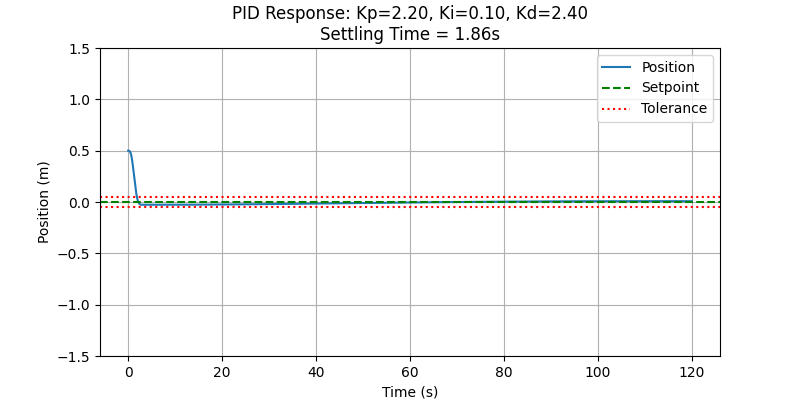 PID Response: Kp=2.20, Ki=0.10, Kd=2.40
Settling Time = 1.86s
Position
Setpoint
Tolerance
Position (m)
1.5
1.0
0.5
0.0
−0.5
−1.0
−1.5
0 20 40 60 80 100 120
Time (s)